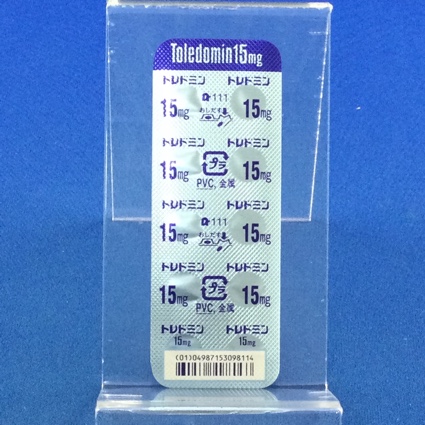 Toledomin15mg
トレドミン トレドミン
15mg 111 おしだす 15mg
トレドミン トレドミン
15mg プラ 15mg
PVC, 金属
トレドミン トレドミン
15mg 111 おしだす 15mg
トレドミン トレドミン
15mg プラ 15mg
PVC, 金属
トレドミン トレドミン
15mg 15mg
(01)04987153098114